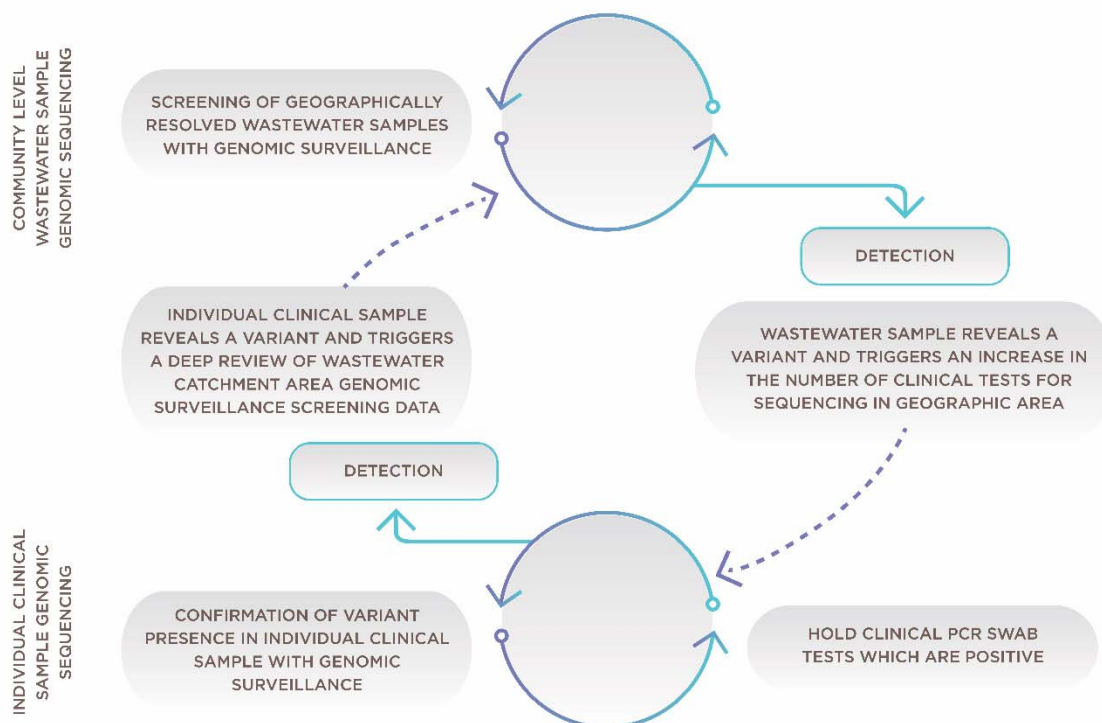 COMMUNITY LEVEL
WASTEWATER SAMPLE
GENOMIC SEQUENCING
SCREENING OF GEOGRAPHICALLY
RESOLVED WASTEWATER SAMPLES
WITH GENOMIC SURVEILLANCE
DETECTION
INDIVIDUAL CLINICAL SAMPLE
REVEALS A VARIANT AND TRIGGERS
A DEEP REVIEW OF WASTEWATER
CATCHMENT AREA GENOMIC
SURVEILLANCE SCREENING DATA
WASTEWATER SAMPLE REVEALS A
VARIANT AND TRIGGERS AN INCREASE IN
THE NUMBER OF CLINICAL TESTS FOR
SEQUENCING IN GEOGRAPHIC AREA
DETECTION
INDIVIDUAL CLINICAL
SAMPLE GENOMIC
SEQUENCING
CONFIRMATION OF VARIANT
PRESENCE IN INDIVIDUAL CLINICAL
SAMPLE WITH GENOMIC
SURVEILLANCE
HOLD CLINICAL PCR SWAB
TESTS WHICH ARE POSITIVE